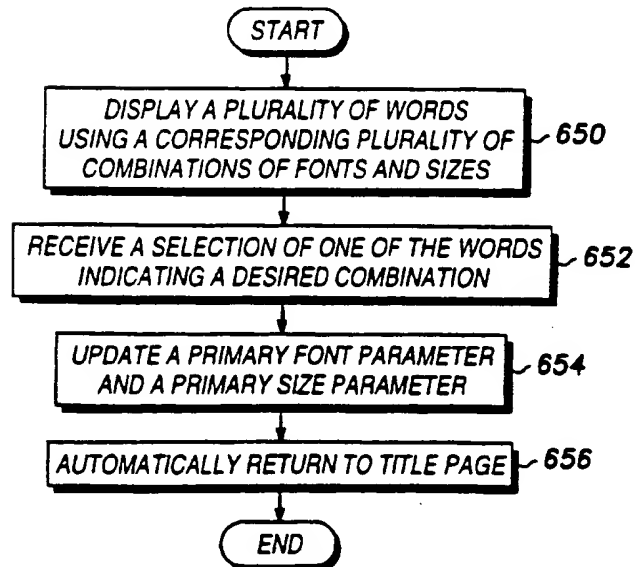 START
DISPLAY A PLURALITY OF WORDS
USING A CORRESPONDING PLURALITY OF
COMBINATIONS OF FONTS AND SIZES
650
RECEIVE A SELECTION OF ONE OF THE WORDS
INDICATING A DESIRED COMBINATION
652
UPDATE A PRIMARY FONT PARAMETER
AND A PRIMARY SIZE PARAMETER
654
AUTOMATICALLY RETURN TO TITLE PAGE
656
END